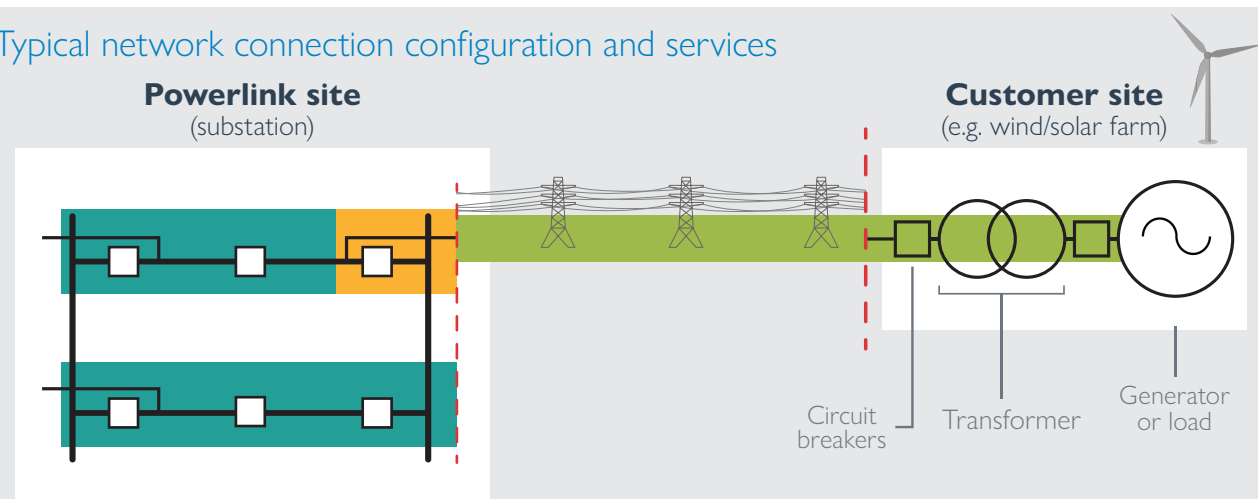 Typical network connection configuration and services
Powerlink site
(substation)
Customer site
(e.g. wind/solar farm)
Circuit
breakers
Transformer
Generator
or load